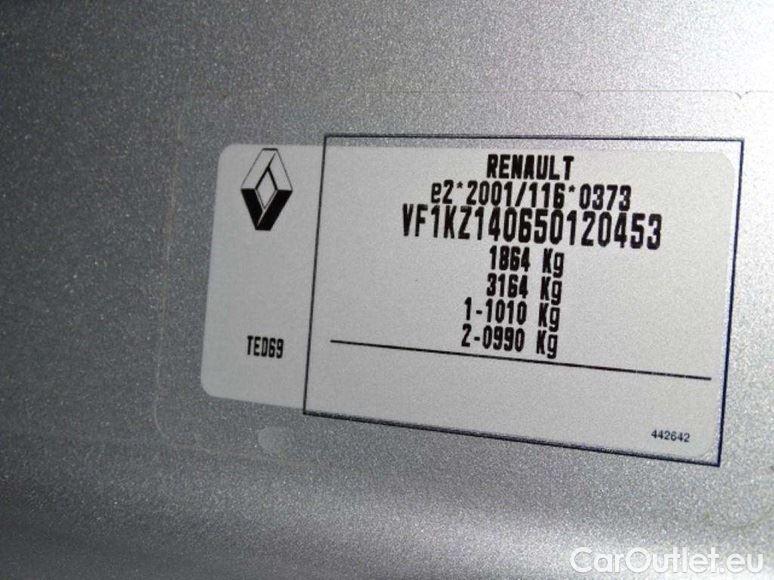 RENAULT
e2*2001/116*0373
VF1KZ140650120453
1864 Kg
3164 Kg
1-1010 Kg
2-0990 Kg
TED69
442642
CarOutlet.eu